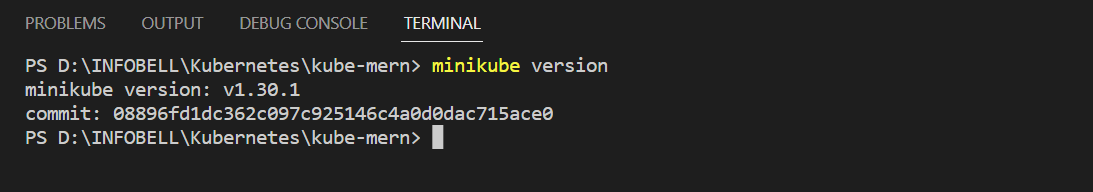 PROBLEMS OUTPUT DEBUG CONSOLE TERMINAL
PS D:\INFOBELL\Kubernetes\kube-mern> minikube version
minikube version: v1.30.1
commit: 08896fd1dc362c097c925146c4a0d0dac715ace0
PS D:\INFOBELL\Kubernetes\kube-mern>